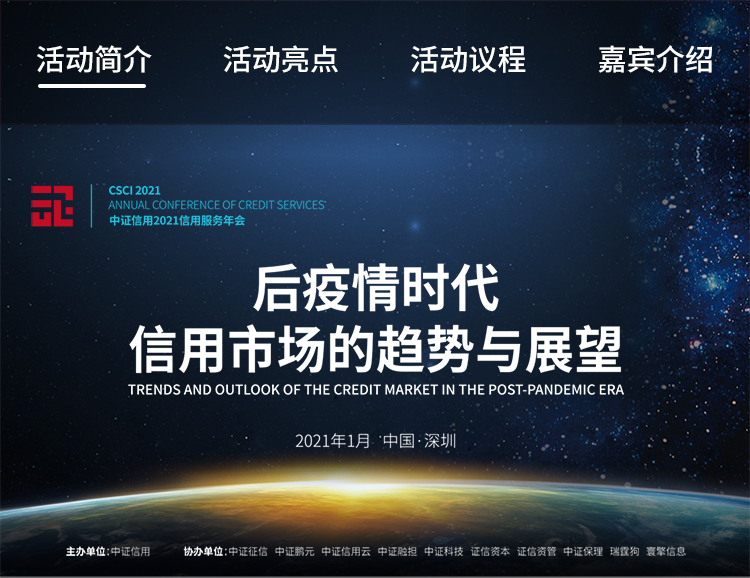 活动简介 活动亮点 活动议程 嘉宾介绍
CSCI 2021
ANNUAL CONFERENCE OF CREDIT SERVICES
中证信用2021信用服务年会
后疫情时代
信用市场的趋势与展望
TRENDS AND OUTLOOK OF THE CREDIT MARKET IN THE POST-PANDEMIC ERA
2021年1月 中国·深圳
主办单位:中证信用 协办单位:中证征信 中证鹏元 中证信用云 中证融担 中证科技 证信资本 证信资管 中证保理 瑞霆狗 寰擎信息